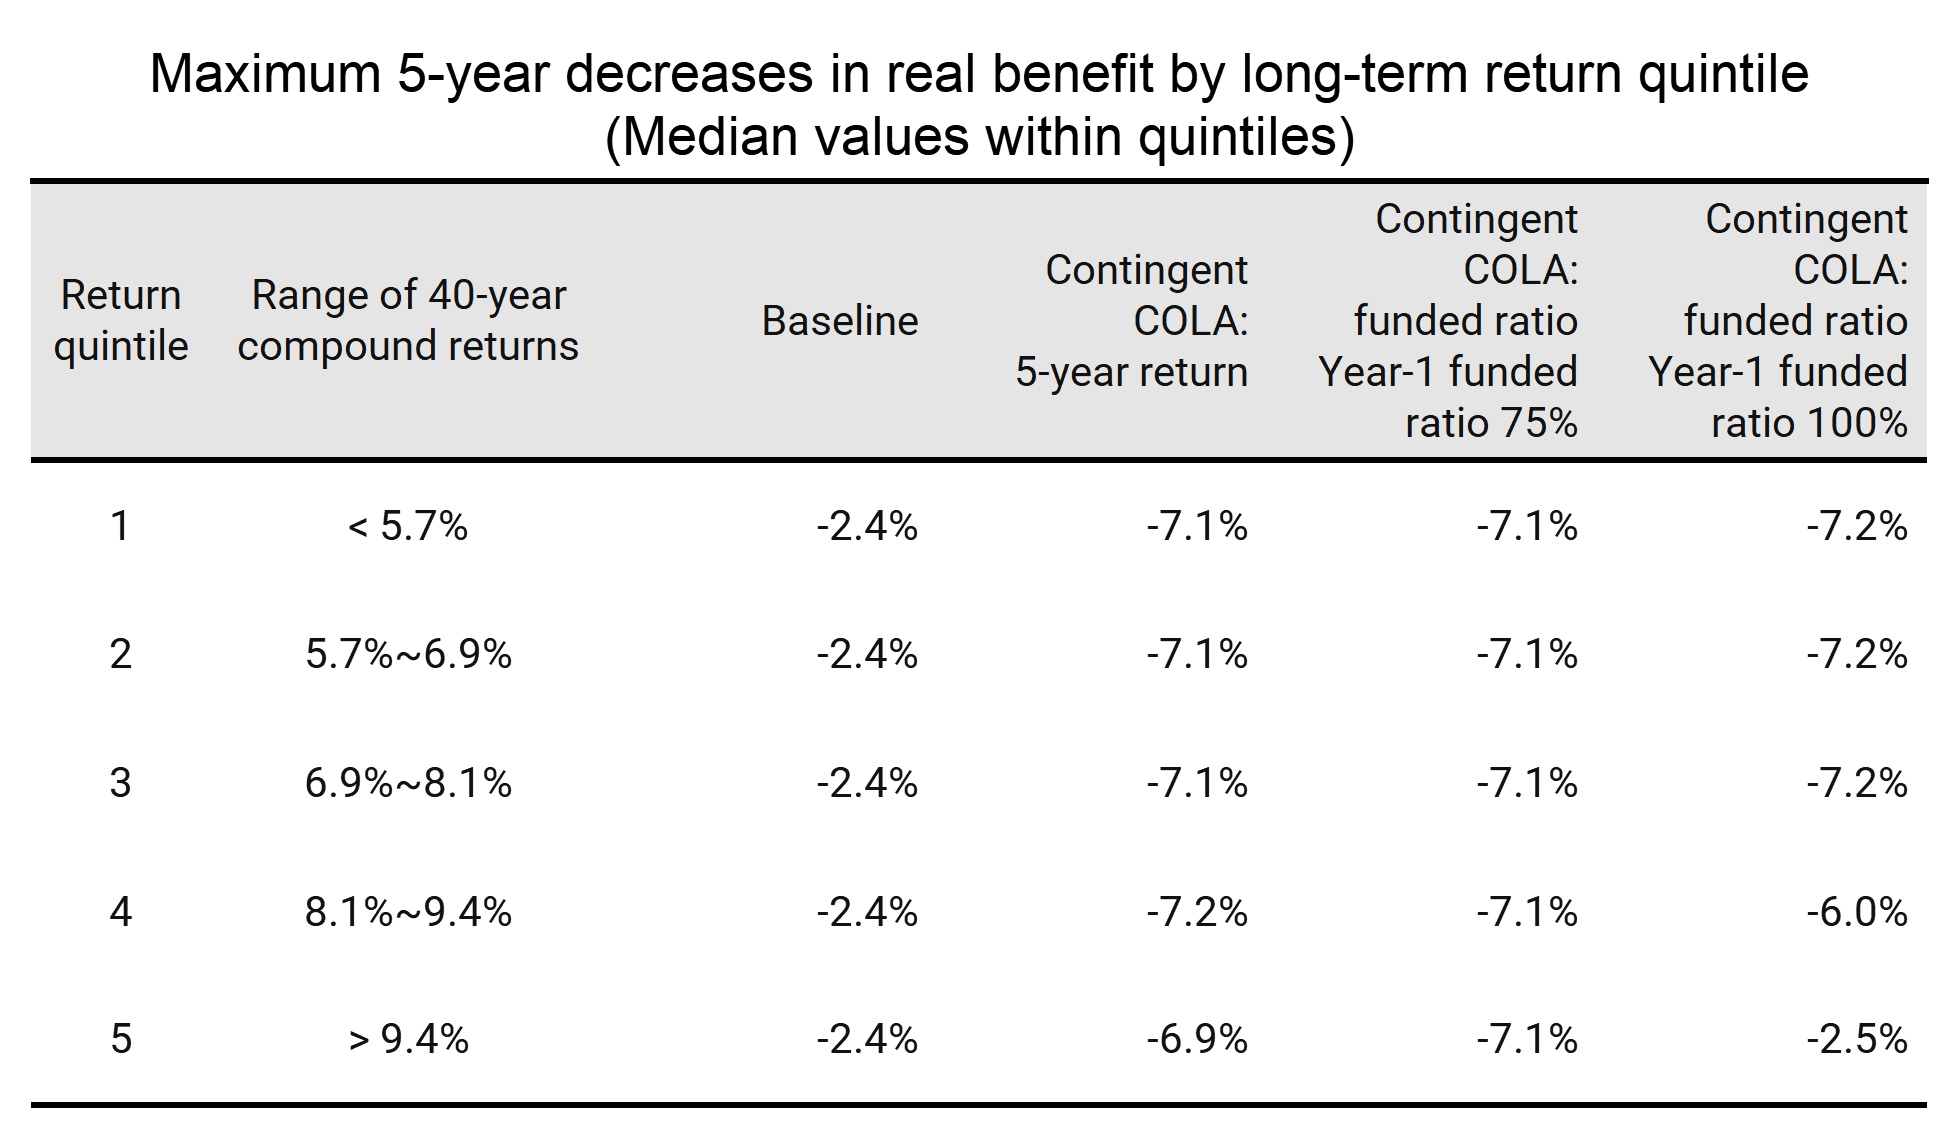 Maximum 5-year decreases in real benefit by long-term return quintile
(Median values within quintiles)
Return
quintile
Range of 40-year
compound returns
Baseline
Contingent
COLA:
5-year return
Contingent
COLA:
funded ratio
Year-1 funded
ratio 75%
Contingent
COLA:
funded ratio
Year-1 funded
ratio 100%
1 < 5.7% -2.4% -7.1% -7.1% -7.2%
2 5.7%~6.9% -2.4% -7.1% -7.1% -7.2%
3 6.9%~8.1% -2.4% -7.1% -7.1% -7.2%
4 8.1%~9.4% -2.4% -7.2% -7.1% -6.0%
5 > 9.4% -2.4% -6.9% -7.1% -2.5%